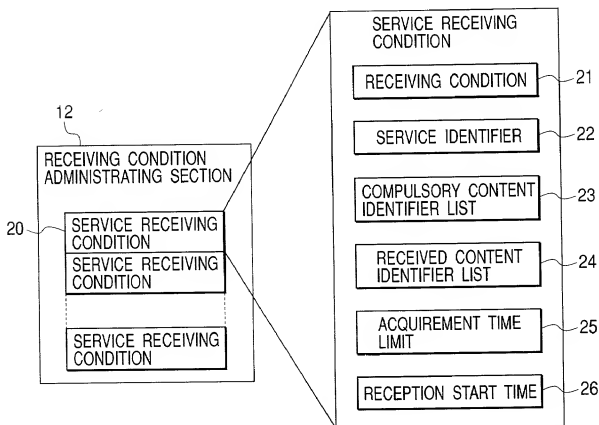 12
RECEIVING CONDITION
ADMINISTRATING SECTION
20
SERVICE RECEIVING
CONDITION
SERVICE RECEIVING
CONDITION
SERVICE RECEIVING
CONDITION
SERVICE RECEIVING
CONDITION
RECEIVING CONDITION
21
SERVICE IDENTIFIER
22
COMPULSORY CONTENT
IDENTIFIER LIST
23
RECEIVED CONTENT
IDENTIFIER LIST
24
ACQUIREMENT TIME
LIMIT
25
RECEPTION START TIME
26